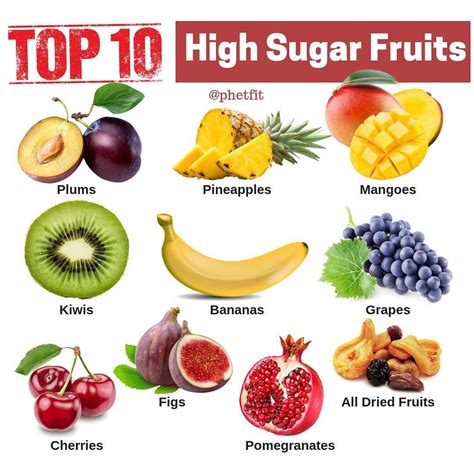 TOP 10 High Sugar Fruits
@phetfit
Plums Pineapples Mangoes
Kiwis Bananas Grapes
Figs All Dried Fruits
Cherries Pomegranates